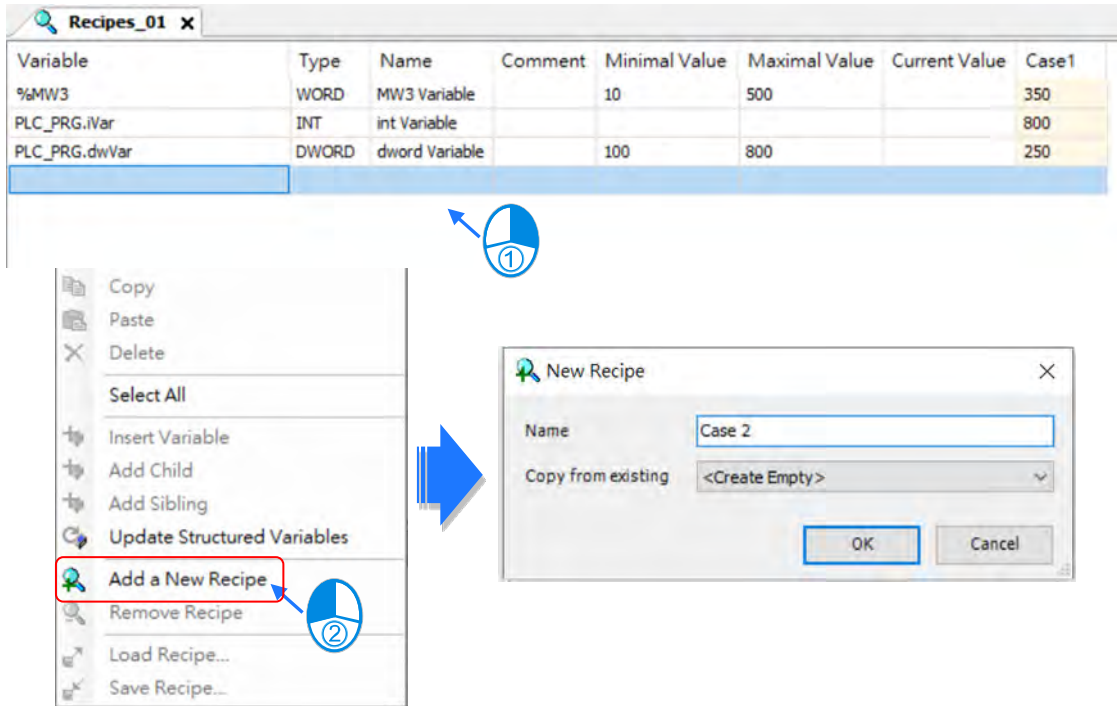 Recipes_01 x
Variable Type Name Comment Minimal Value Maximal Value Current Value Case1
%MW3 WORD MW3 Variable 10 500 350
PLC_PRG.iVar INT int Variable 800
PLC_PRG.dwVar DWORD dword Variable 100 800 250
①
Copy
Paste
Delete
Select All
Insert Variable
Add Child
Add Sibling
Update Structured Variables
Add a New Recipe
②
Remove Recipe
Load Recipe...
Save Recipe...
New Recipe
Name Case 2
Copy from existing <Create Empty>
OK Cancel